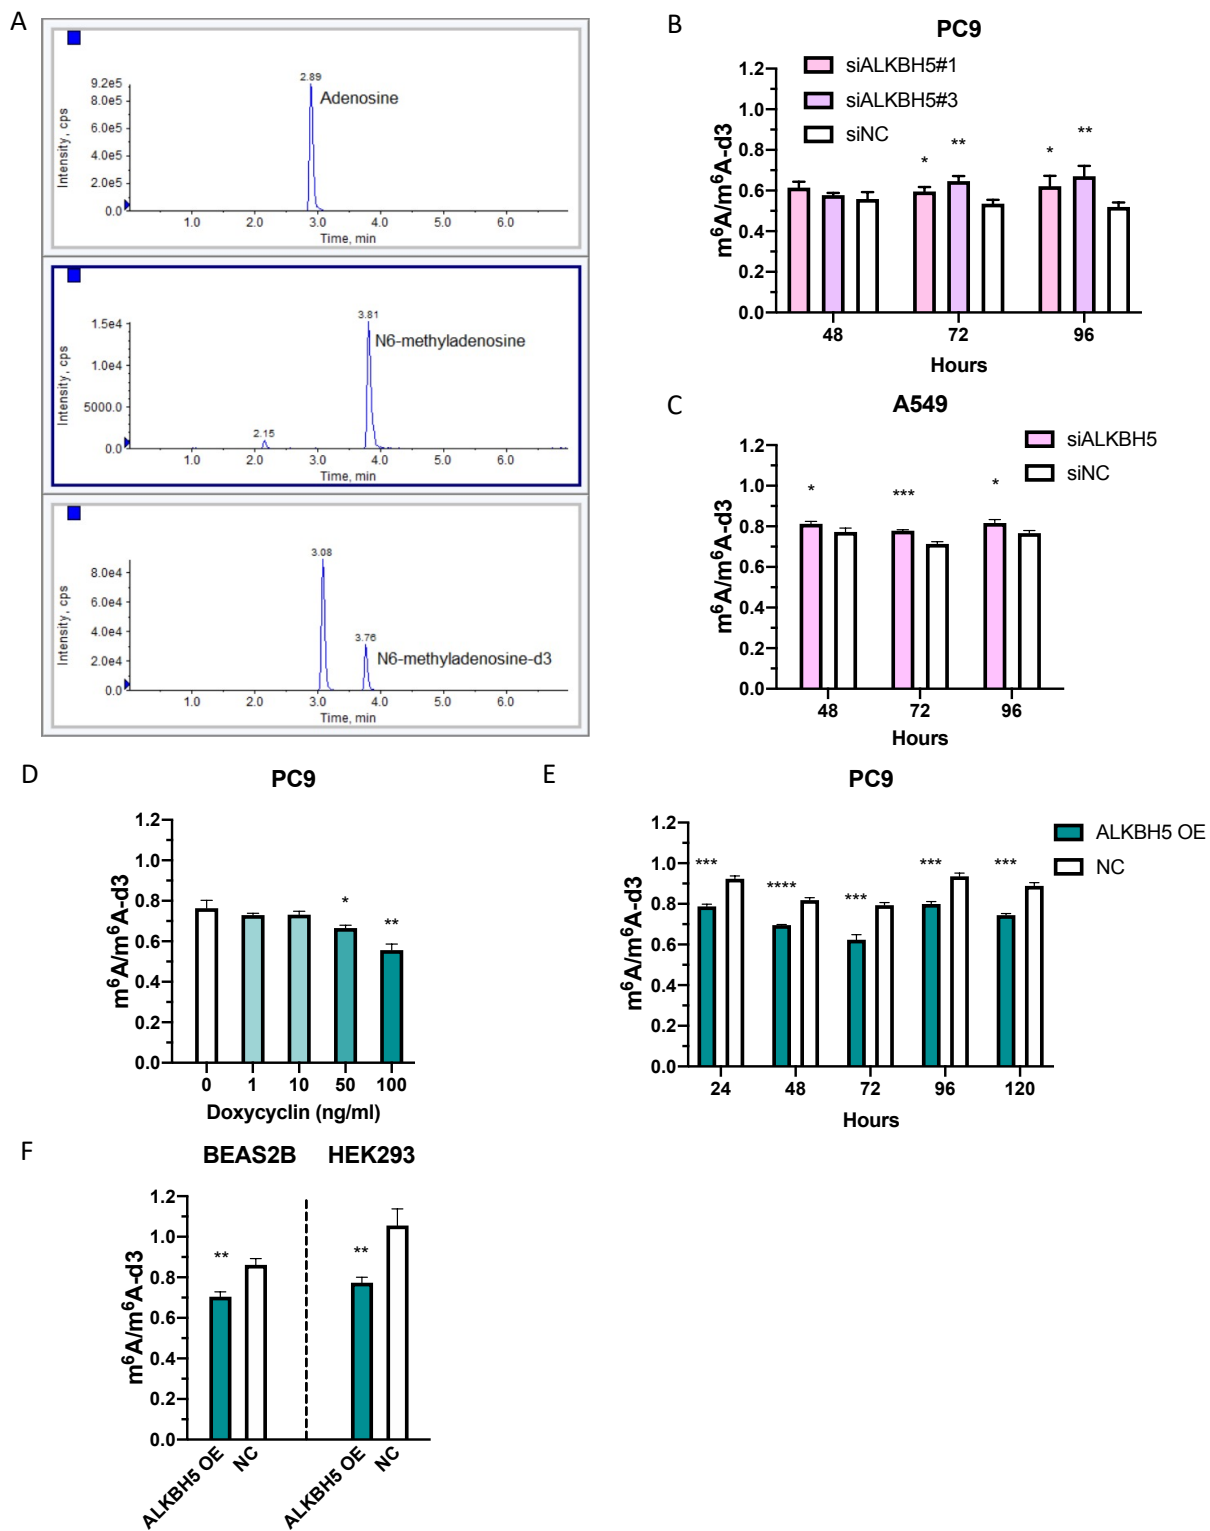 A
9.2e5
8.0e5
6.0e5
4.0e5
2.0e5
0.0
Intensity, cps
2.89
Adenosine
1.0 2.0 3.0 4.0 5.0 6.0
Time, min
1.5e4
1.0e4
5000.0
0.0
Intensity, cps
2.15
3.81
N6-methyladenosine
1.0 2.0 3.0 4.0 5.0 6.0
Time, min
8.0e4
6.0e4
4.0e4
2.0e4
0.0
Intensity, cps
3.08
3.76
N6-methyladenosine-d3
1.0 2.0 3.0 4.0 5.0 6.0
Time, min
B
PC9
siALKBH5#1
siALKBH5#3
siNC
m⁶A/m⁶A-d3
1.2
1.0
0.8
0.6
0.4
0.2
0.0
* ** * **
48 72 96
Hours
C
A549
siALKBH5
siNC
m⁶A/m⁶A-d3
1.2
1.0
0.8
0.6
0.4
0.2
0.0
* *** *
48 72 96
Hours
D
PC9
m⁶A/m⁶A-d3
1.2
1.0
0.8
0.6
0.4
0.2
0.0
* **
0 1 10 50 100
Doxycyclin (ng/ml)
E
PC9
ALKBH5 OE
NC
m⁶A/m⁶A-d3
1.2
1.0
0.8
0.6
0.4
0.2
0.0
*** **** *** *** ***
24 48 72 96 120
Hours
F
BEAS2B HEK293
m⁶A/m⁶A-d3
1.2
1.0
0.8
0.6
0.4
0.2
0.0
** **
ALKBH5 OE NC ALKBH5 OE NC